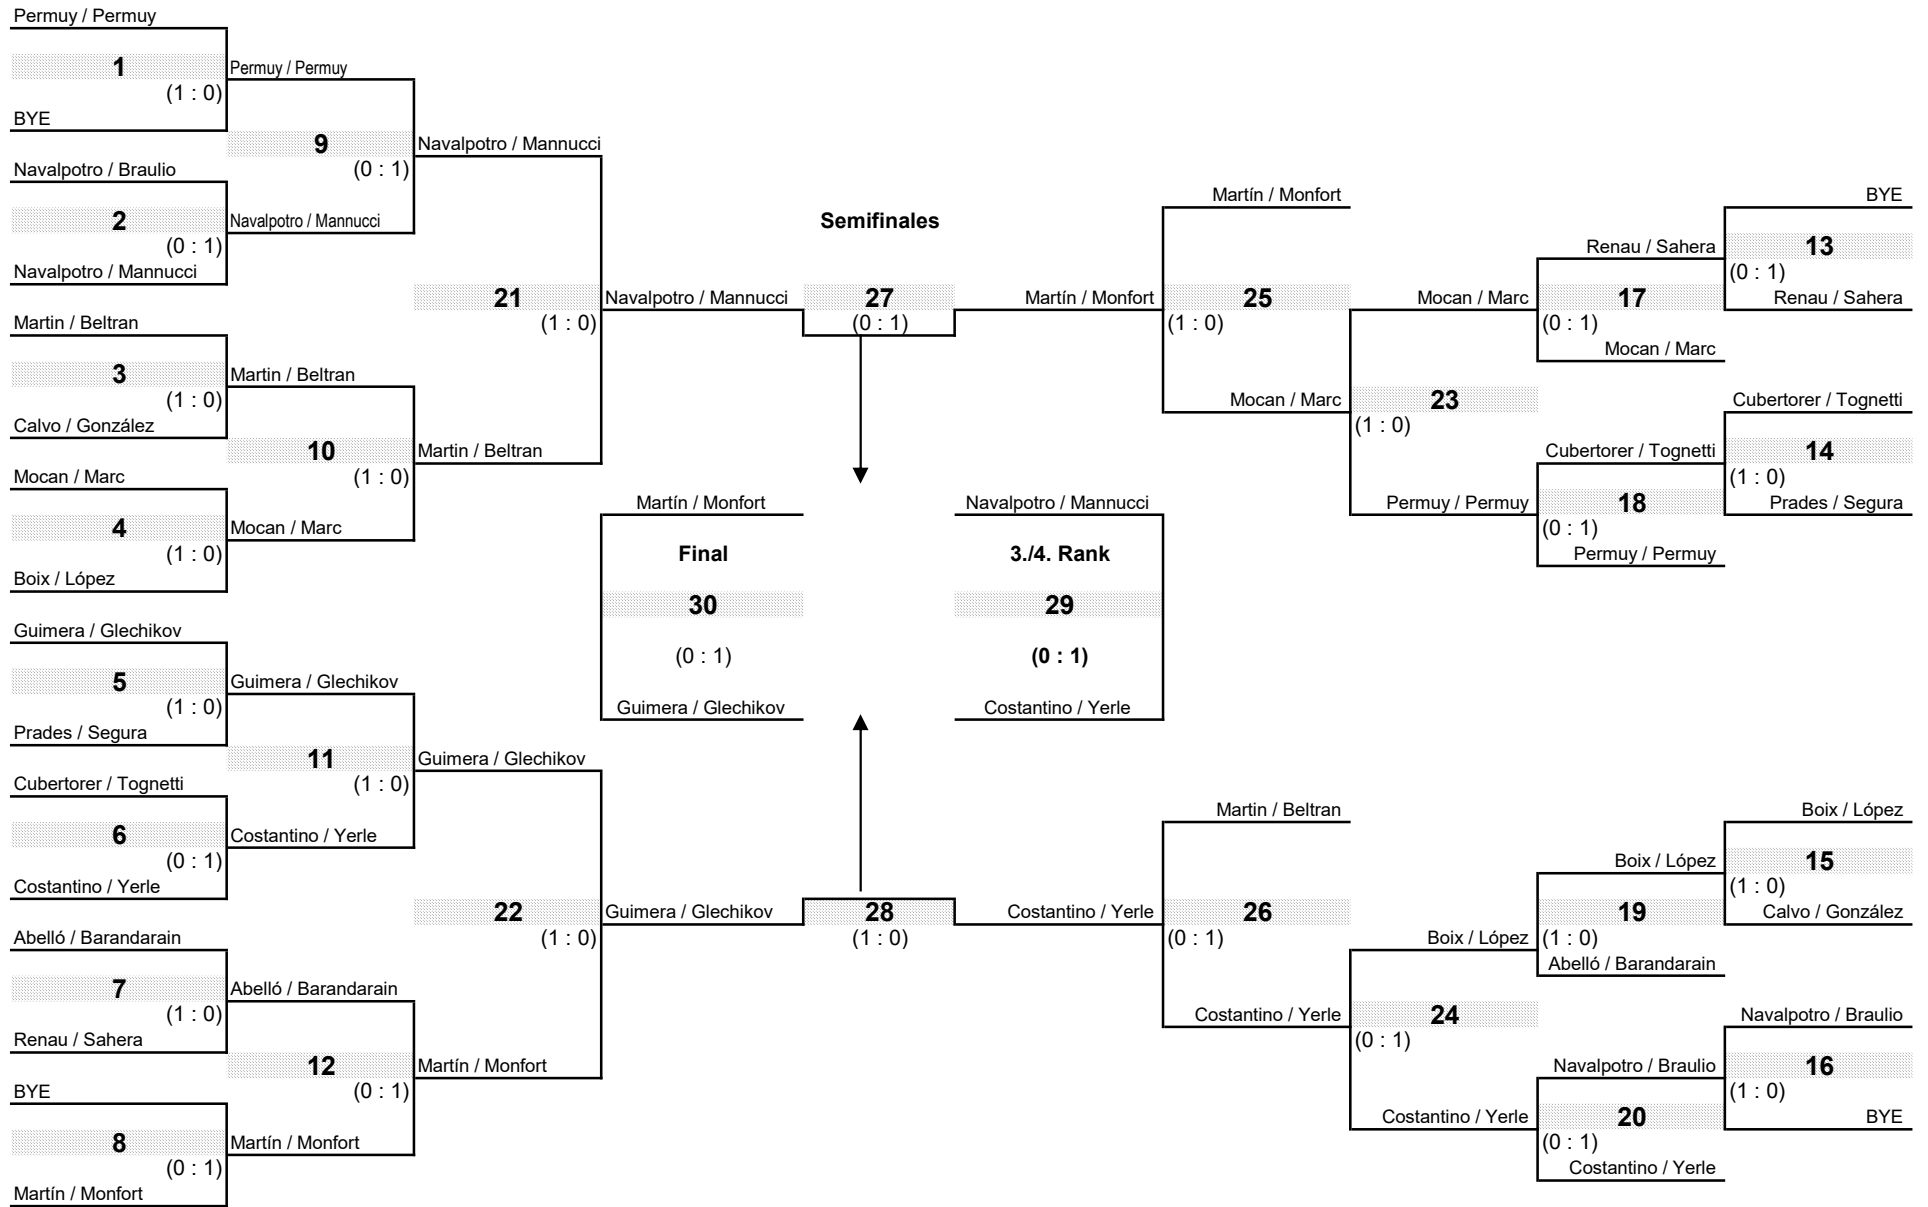 Permuy / Permuy
1
(1 : 0)
BYE
Permuy / Permuy
9
(0 : 1)
Navalpotro / Braulio
2
(0 : 1)
Navalpotro / Mannucci
Navalpotro / Mannucci
Navalpotro / Mannucci
21
(1 : 0)
Martin / Beltran
3
(1 : 0)
Calvo / González
Martin / Beltran
10
(1 : 0)
Mocan / Marc
4
(1 : 0)
Boix / López
Mocan / Marc
Martin / Beltran
Navalpotro / Mannucci
Guimera / Glechikov
5
(1 : 0)
Prades / Segura
Guimera / Glechikov
11
(1 : 0)
Cubertorer / Tognetti
6
(0 : 1)
Costantino / Yerle
Costantino / Yerle
Guimera / Glechikov
22
(1 : 0)
Abelló / Barandarain
7
(1 : 0)
Renau / Sahera
Abelló / Barandarain
12
(0 : 1)
BYE
8
(0 : 1)
Martín / Monfort
Martín / Monfort
Martín / Monfort
Guimera / Glechikov
Semifinales
27
(0 : 1)
Martín / Monfort
Final
30
(0 : 1)
Guimera / Glechikov
Navalpotro / Mannucci
3./4. Rank
29
(0 : 1)
Costantino / Yerle
28
(1 : 0)
Martín / Monfort
Martín / Monfort
25
(1 : 0)
Mocan / Marc
Mocan / Marc
23
(1 : 0)
Permuy / Permuy
Renau / Sahera
17
(0 : 1)
Mocan / Marc
BYE
13
(0 : 1)
Renau / Sahera
Cubertorer / Tognetti
18
(0 : 1)
Permuy / Permuy
Cubertorer / Tognetti
14
(1 : 0)
Prades / Segura
Costantino / Yerle
Martin / Beltran
26
(0 : 1)
Costantino / Yerle
Boix / López
24
(0 : 1)
Costantino / Yerle
Boix / López
19
(1 : 0)
Abelló / Barandarain
Boix / López
15
(1 : 0)
Calvo / González
Navalpotro / Braulio
20
(0 : 1)
Costantino / Yerle
Navalpotro / Braulio
16
(1 : 0)
BYE